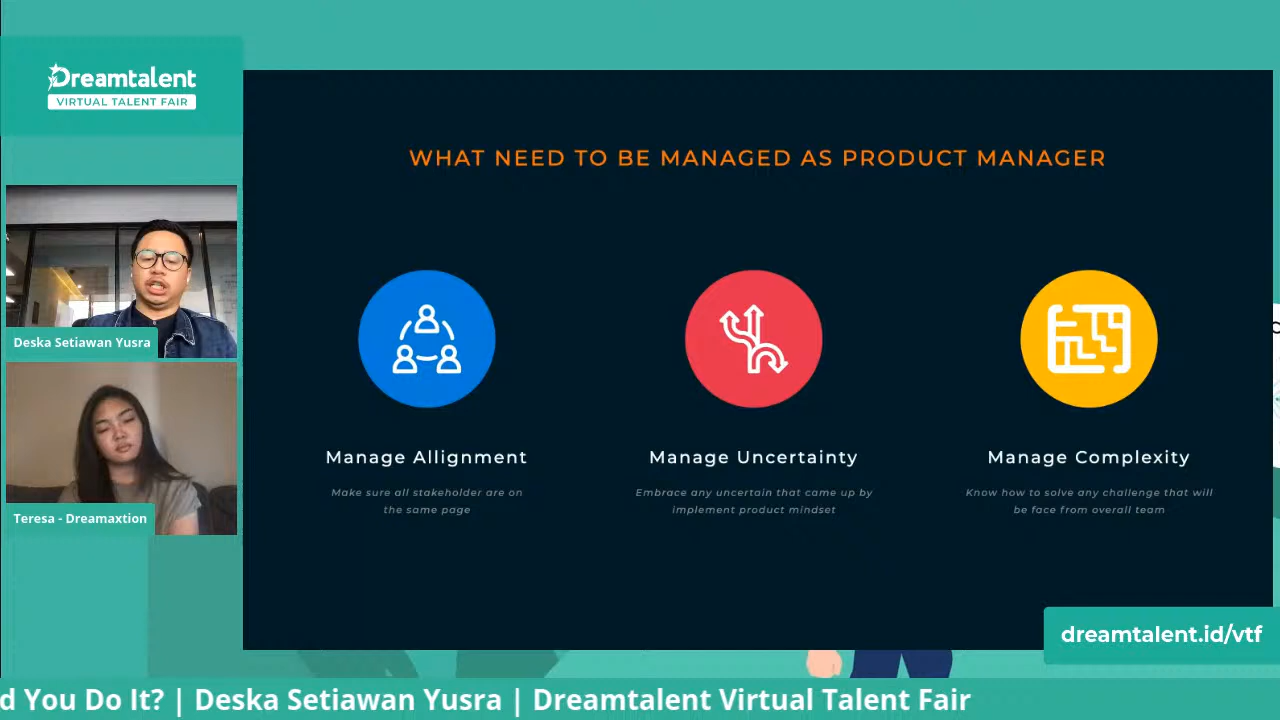 Dreamtalent
VIRTUAL TALENT FAIR
WHAT NEED TO BE MANAGED AS PRODUCT MANAGER
Deska Setiawan Yusra
Teresa - Dreamaxtion
Manage Allignment
Make sure all stakeholder are on
the same page
Manage Uncertainty
Embrace any uncertain that came up by
implement product mindset
Manage Complexity
Know how to solve any challenge that will
be face from overall team
dreamtalent.id/vtf
d You Do It? | Deska Setiawan Yusra | Dreamtalent Virtual Talent Fair